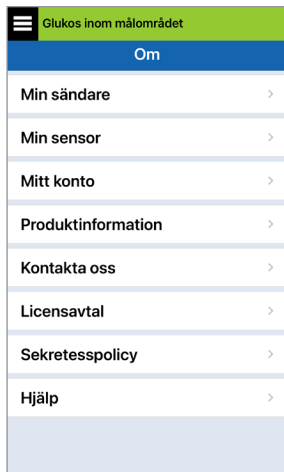 Glukos inom målområdet
Om
Min sändare
Min sensor
Mitt konto
Produktinformation
Kontakta oss
Licensavtal
Sekretesspolicy
Hjälp